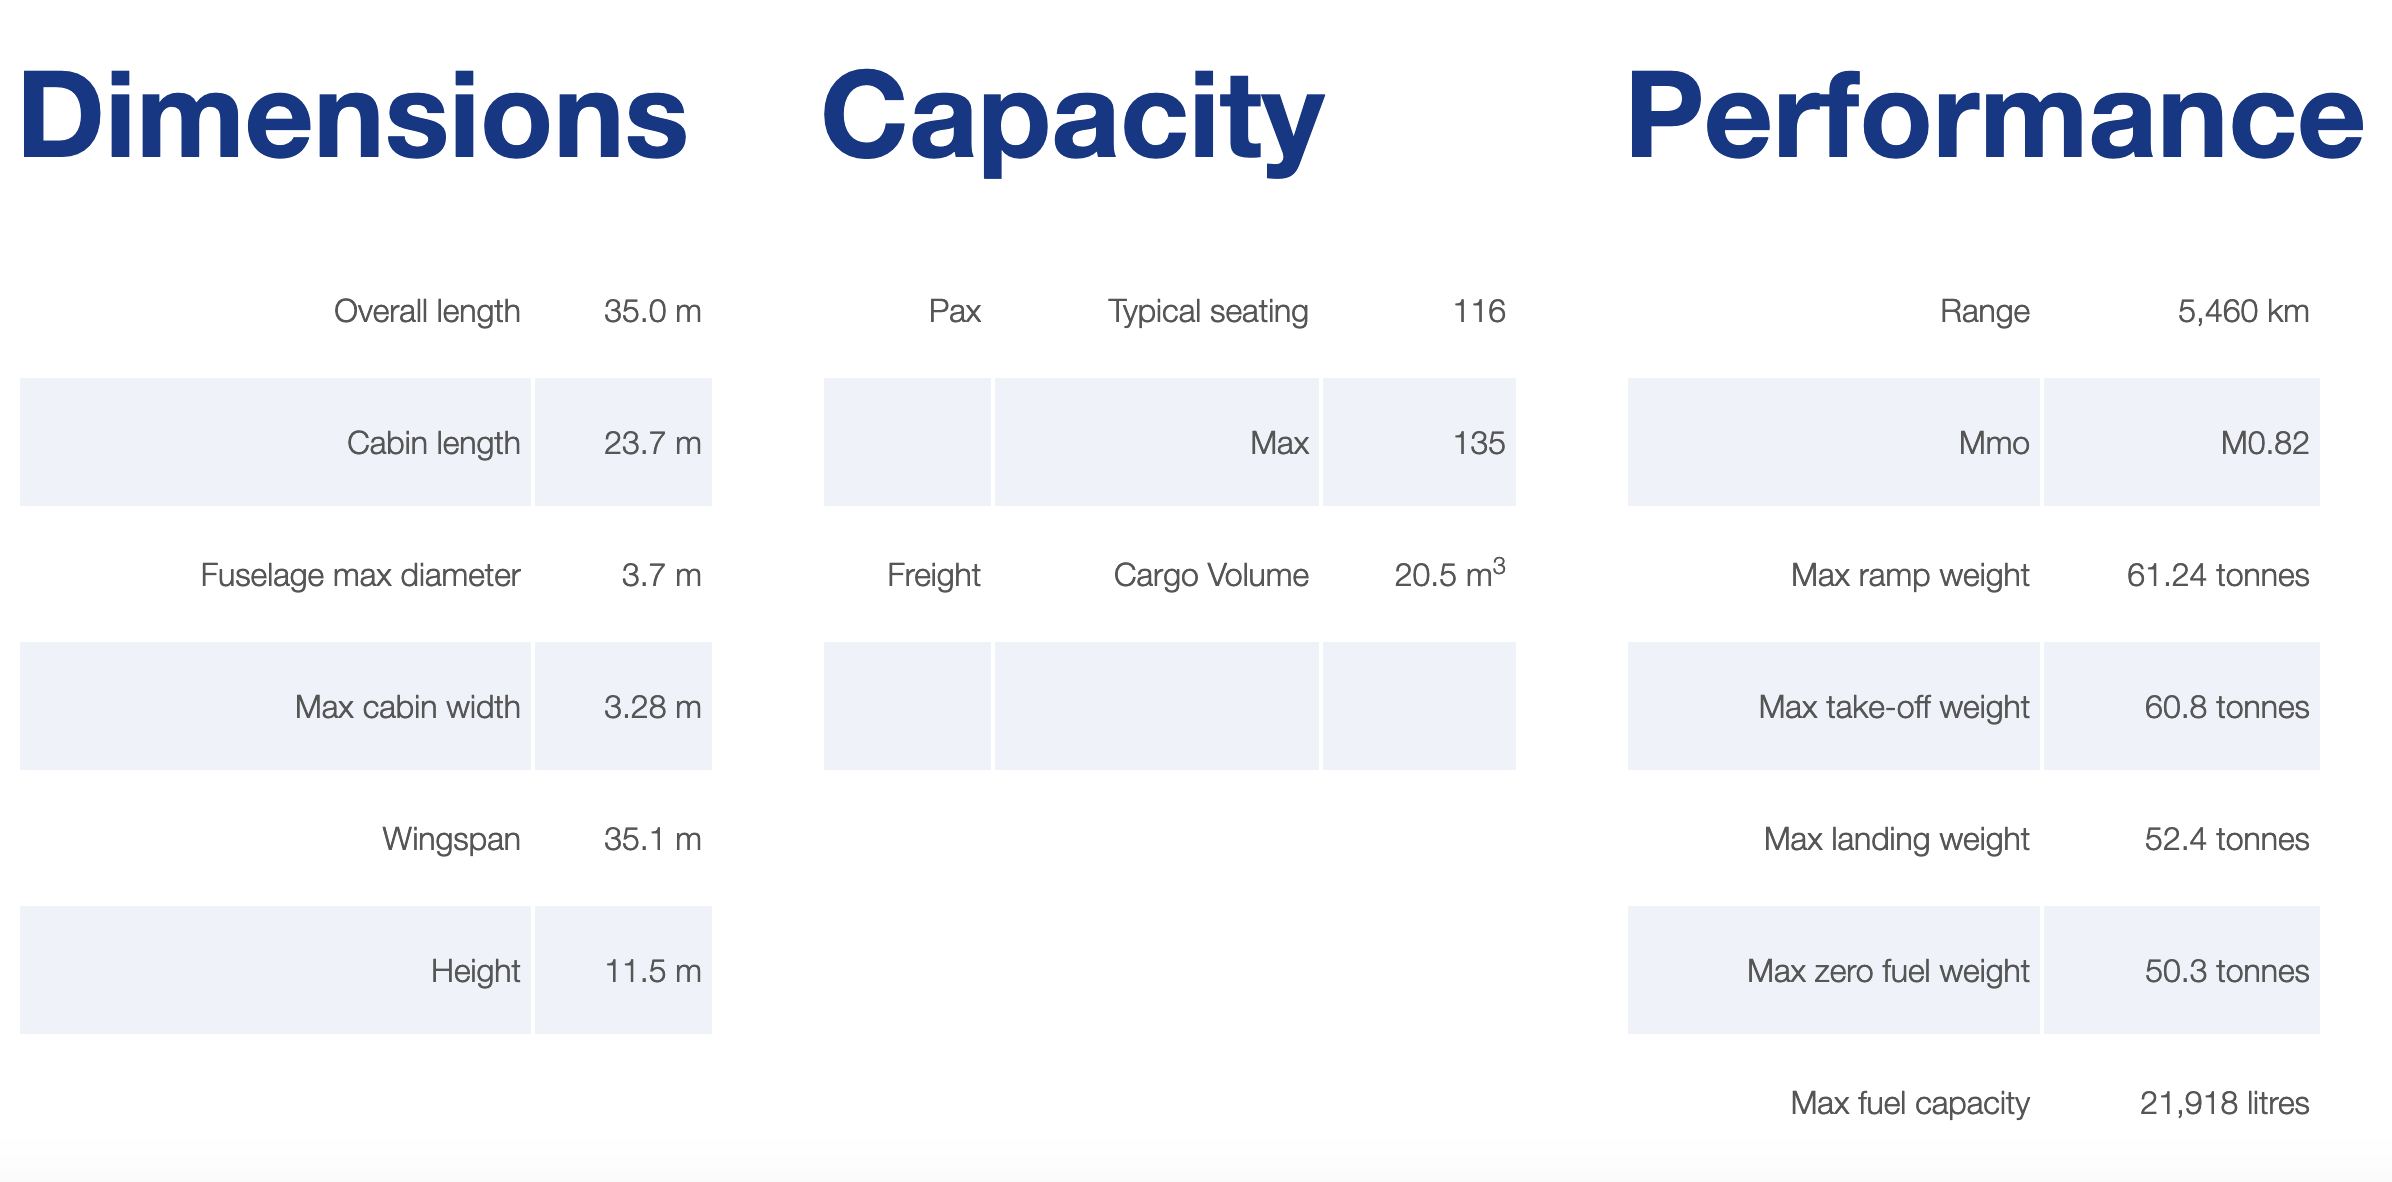 Dimensions
Overall length 35.0 m
Cabin length 23.7 m
Fuselage max diameter 3.7 m
Max cabin width 3.28 m
Wingspan 35.1 m
Height 11.5 m
Capacity
Pax Typical seating 116
Max 135
Freight Cargo Volume 20.5 m³
Performance
Range 5,460 km
Mmo M0.82
Max ramp weight 61.24 tonnes
Max take-off weight 60.8 tonnes
Max landing weight 52.4 tonnes
Max zero fuel weight 50.3 tonnes
Max fuel capacity 21,918 litres